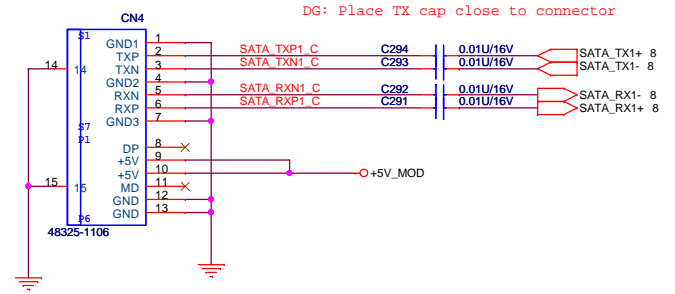 DG: Place TX cap close to connector
CN4
S1
GND1 1
TXP 2 SATA_TXP1_C C294 0.01U/16V SATA_TX1+ 8
14 14 TXN 3 SATA_TXN1_C C293 0.01U/16V SATA_TX1- 8
GND2 4
RXN 5 SATA_RXN1_C C292 0.01U/16V SATA_RX1- 8
RXP 6 SATA_RXP1_C C291 0.01U/16V SATA_RX1+ 8
GND3 7
S7
P1
DP 8
+5V 9
+5V 10 +5V_MOD
15 15 MD 11
GND 12
GND 13
P6
48325-1106